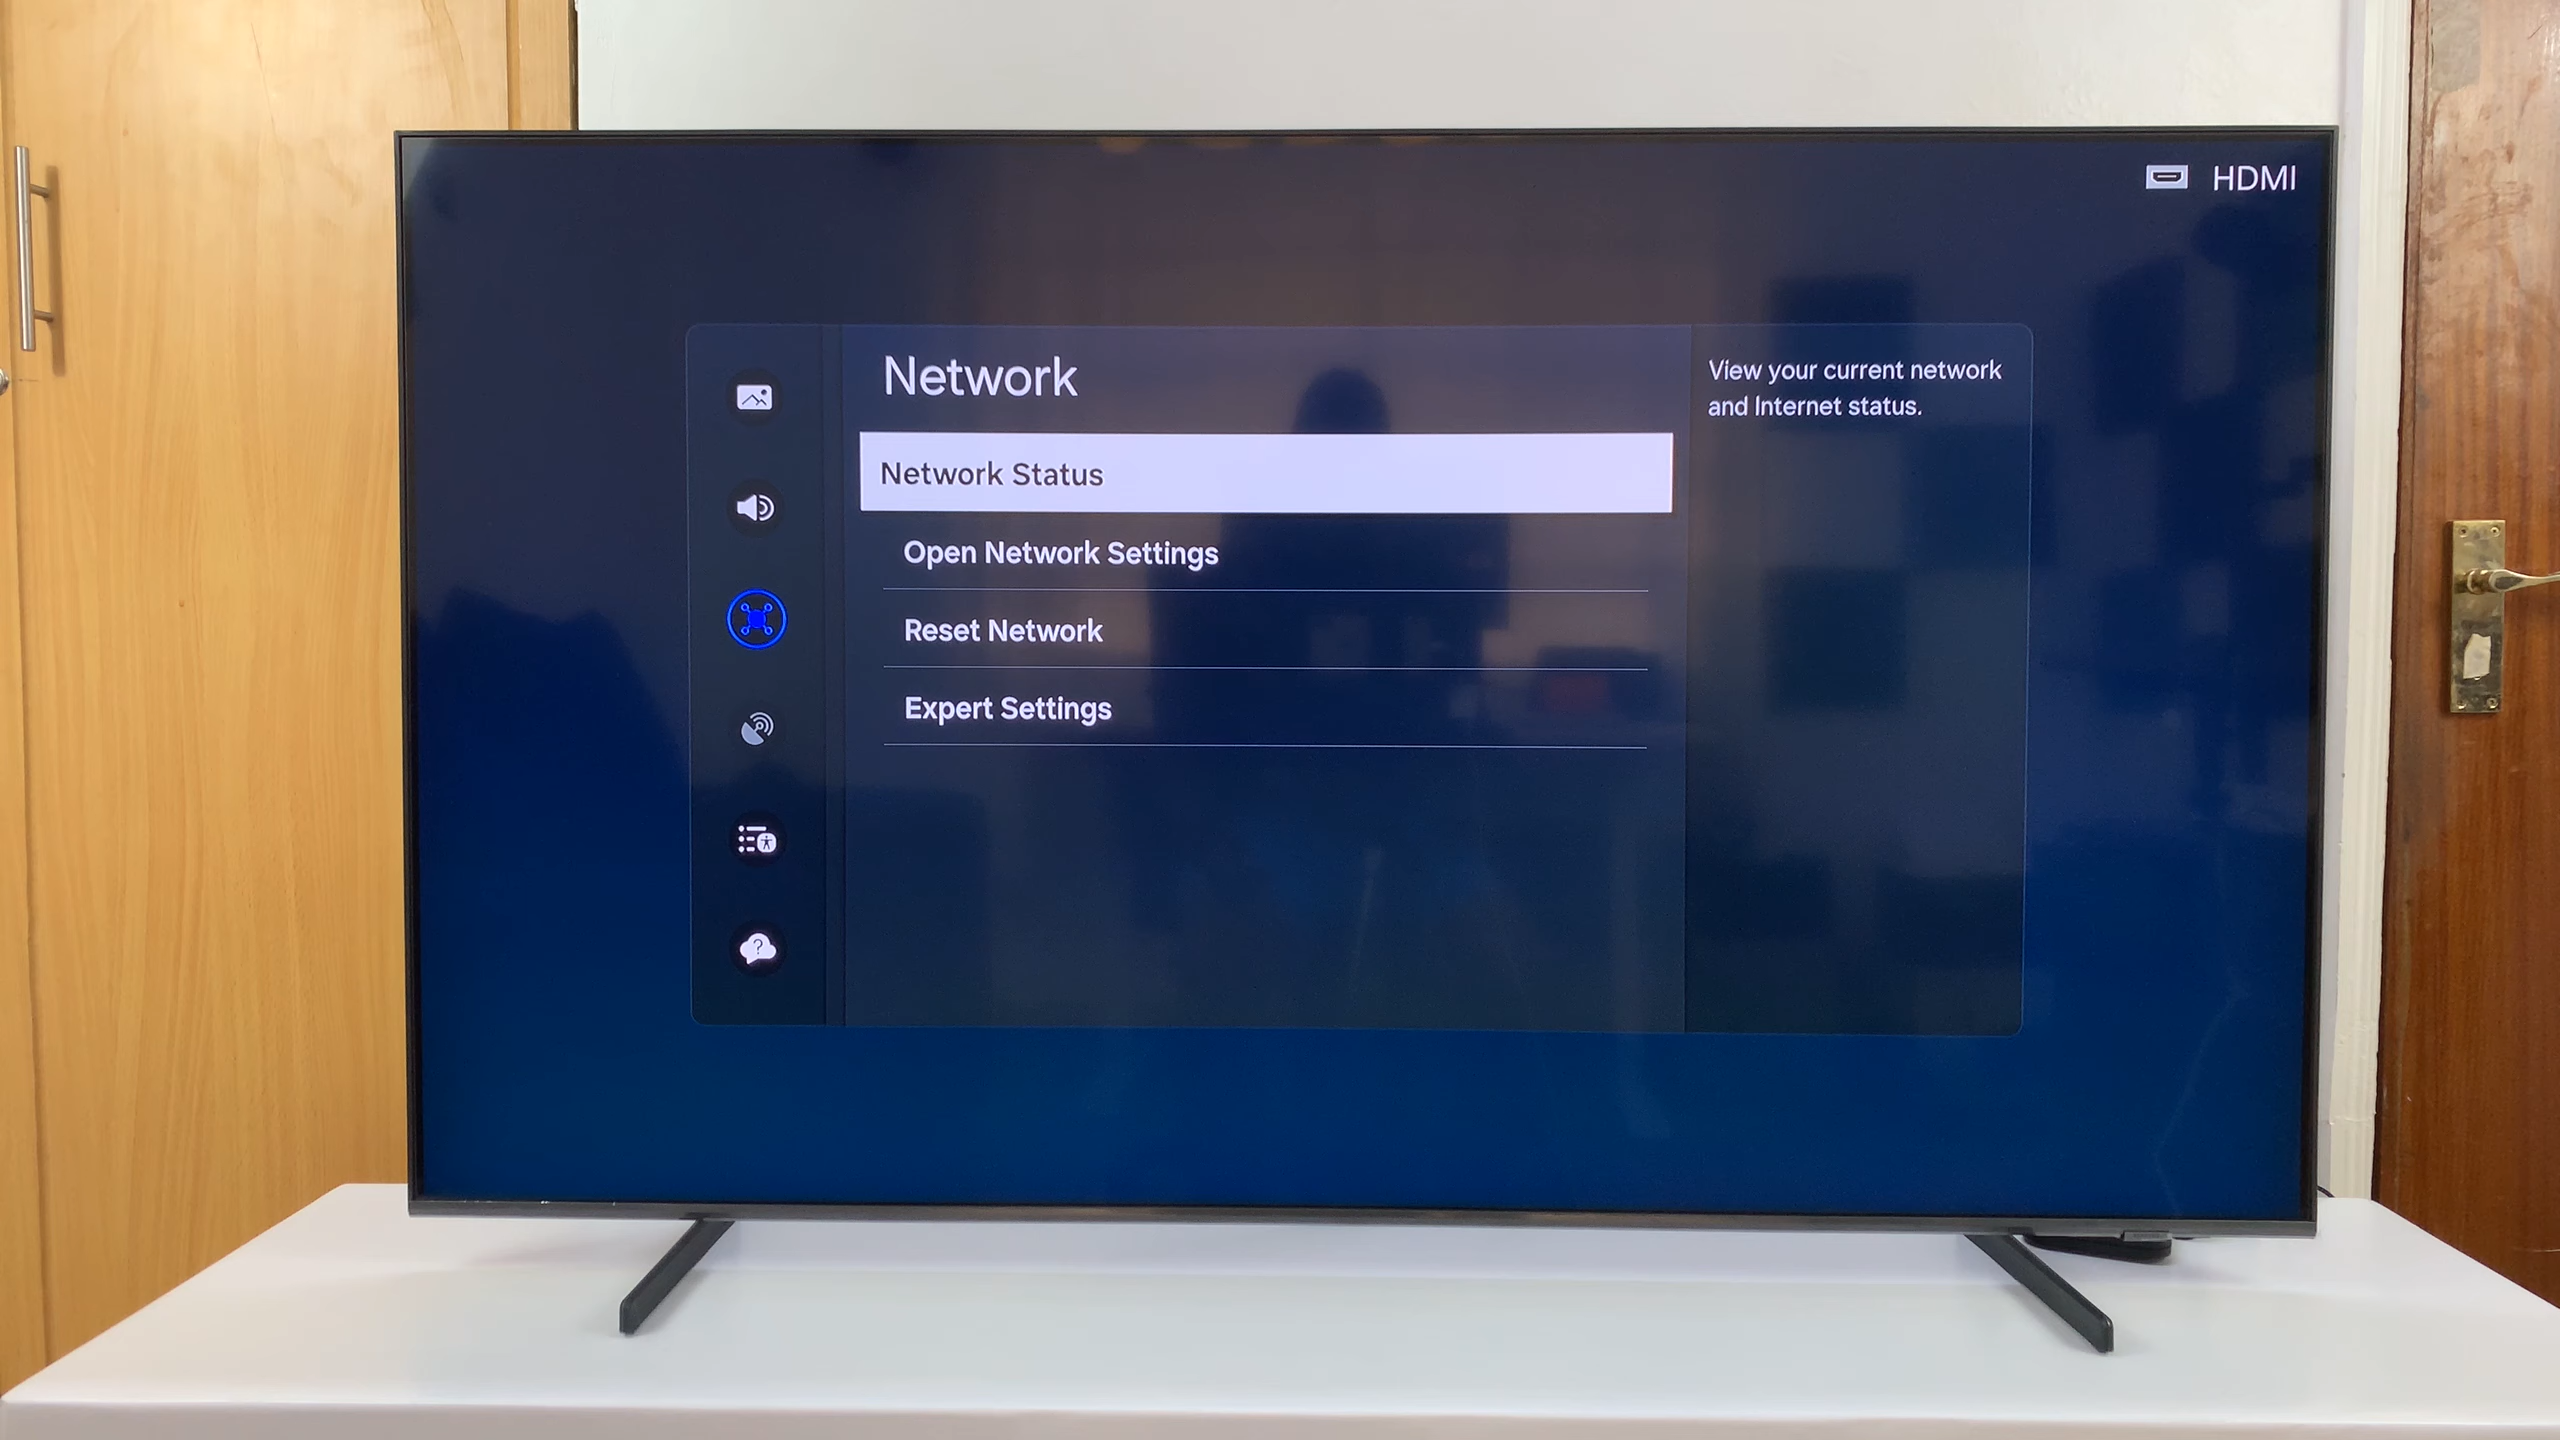 HDMI
Network
View your current network
and Internet status.
Network Status
Open Network Settings
Reset Network
Expert Settings